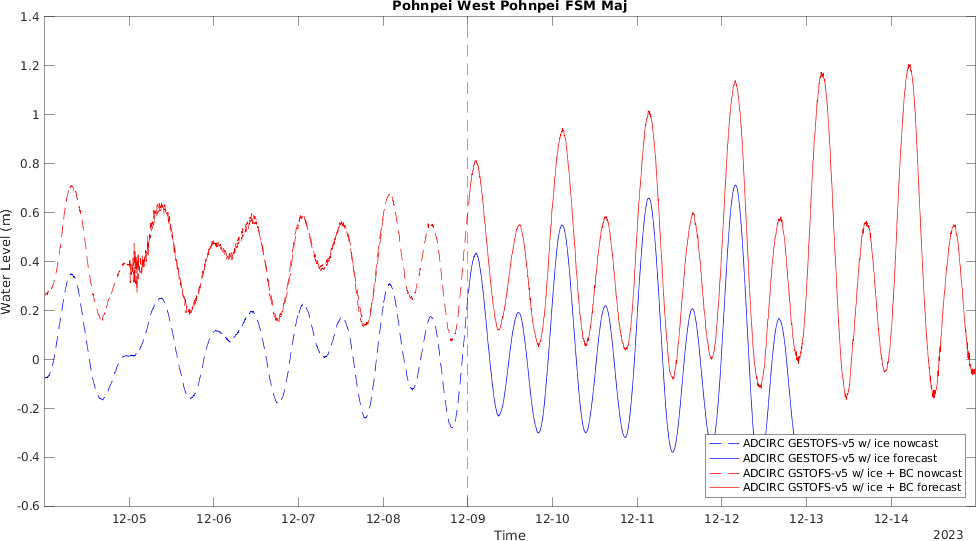 Pohnpei West Pohnpei FSM Maj
1.4
1.2
1
0.8
0.6
0.4
0.2
0
-0.2
-0.4
-0.6
Water Level (m)
ADCIRC GESTOFS-v5 w/ ice nowcast
ADCIRC GESTOFS-v5 w/ ice forecast
ADCIRC GSTOFS-v5 w/ ice + BC nowcast
ADCIRC GSTOFS-v5 w/ ice + BC forecast
12-05 12-06 12-07 12-08 12-09 12-10 12-11 12-12 12-13 12-14
Time
2023